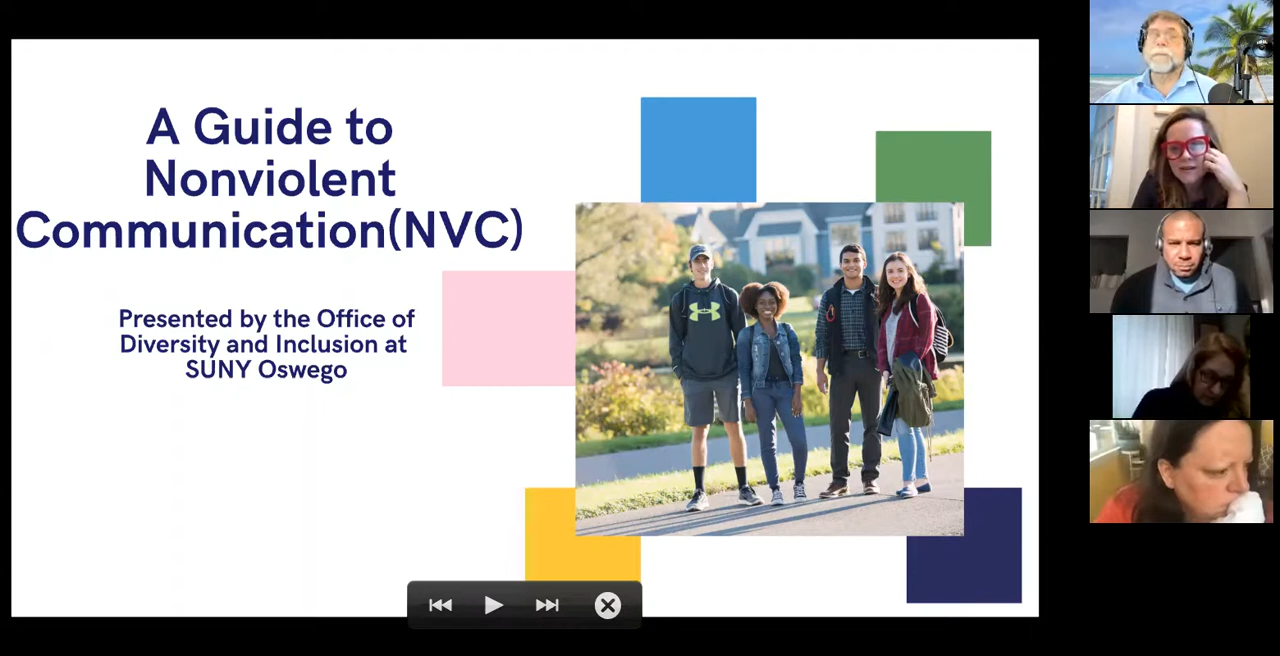 A Guide to
Nonviolent
Communication(NVC)
Presented by the Office of
Diversity and Inclusion at
SUNY Oswego